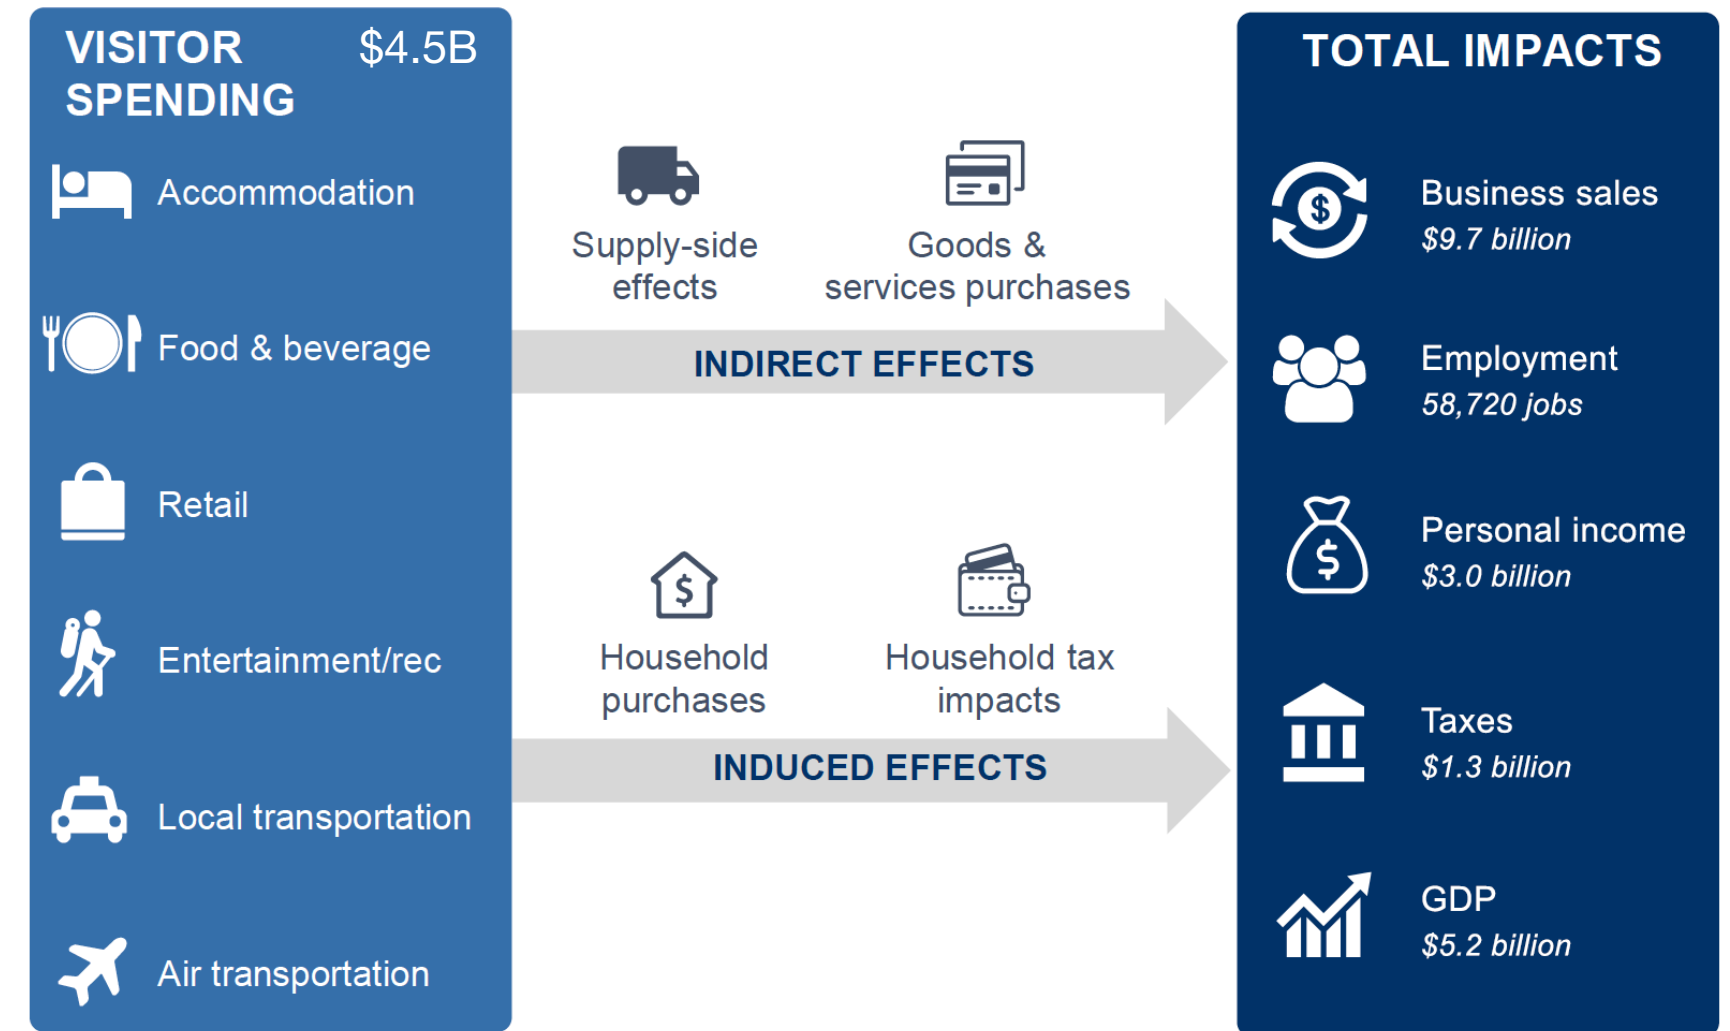 VISITOR $4.5B
SPENDING
Accommodation
Food & beverage
Retail
Entertainment/rec
Local transportation
Air transportation
Supply-side
effects
Goods &
services purchases
INDIRECT EFFECTS
$
Household
purchases
Household tax
impacts
INDUCED EFFECTS
TOTAL IMPACTS
$
Business sales
$9.7 billion
Employment
58,720 jobs
$
Personal income
$3.0 billion
Taxes
$1.3 billion
GDP
$5.2 billion